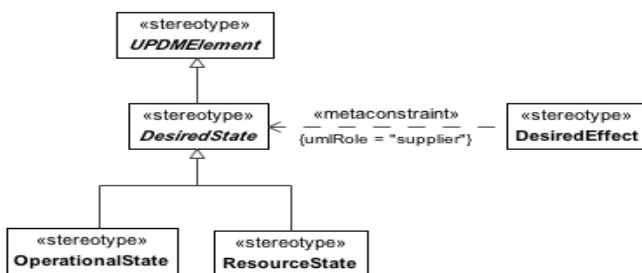 «stereotype»
UPDMElement
«stereotype»
DesiredState
«metaconstraint»
{umlRole = "supplier"}
«stereotype»
DesiredEffect
«stereotype»
OperationalState
«stereotype»
ResourceState